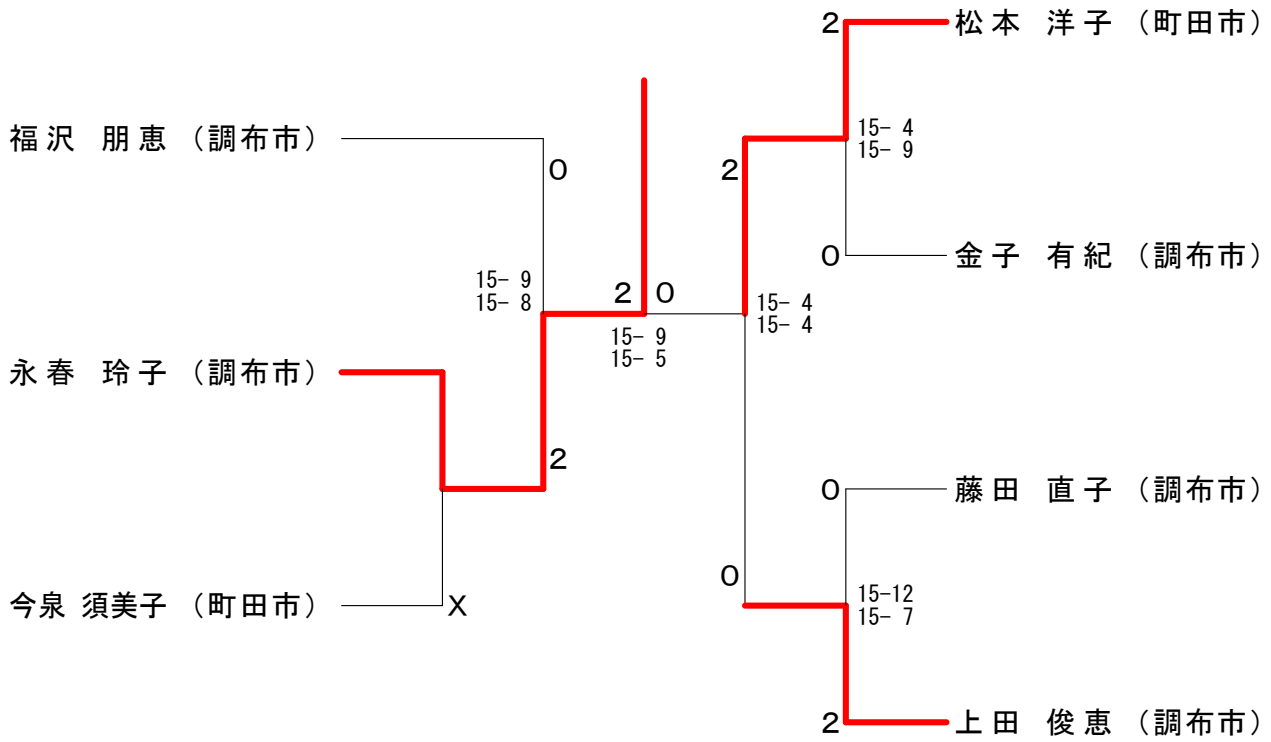 2
松本 洋子 (町田市)
福沢 朋恵 (調布市)
0
2
15- 4
15- 9
0
金子 有紀 (調布市)
15- 9
15- 8
2
0
15- 9
15- 5
15- 4
15- 4
永春 玲子 (調布市)
2
0
藤田 直子 (調布市)
今泉 須美子 (町田市)
X
0
15-12
15- 7
2
上田 俊恵 (調布市)